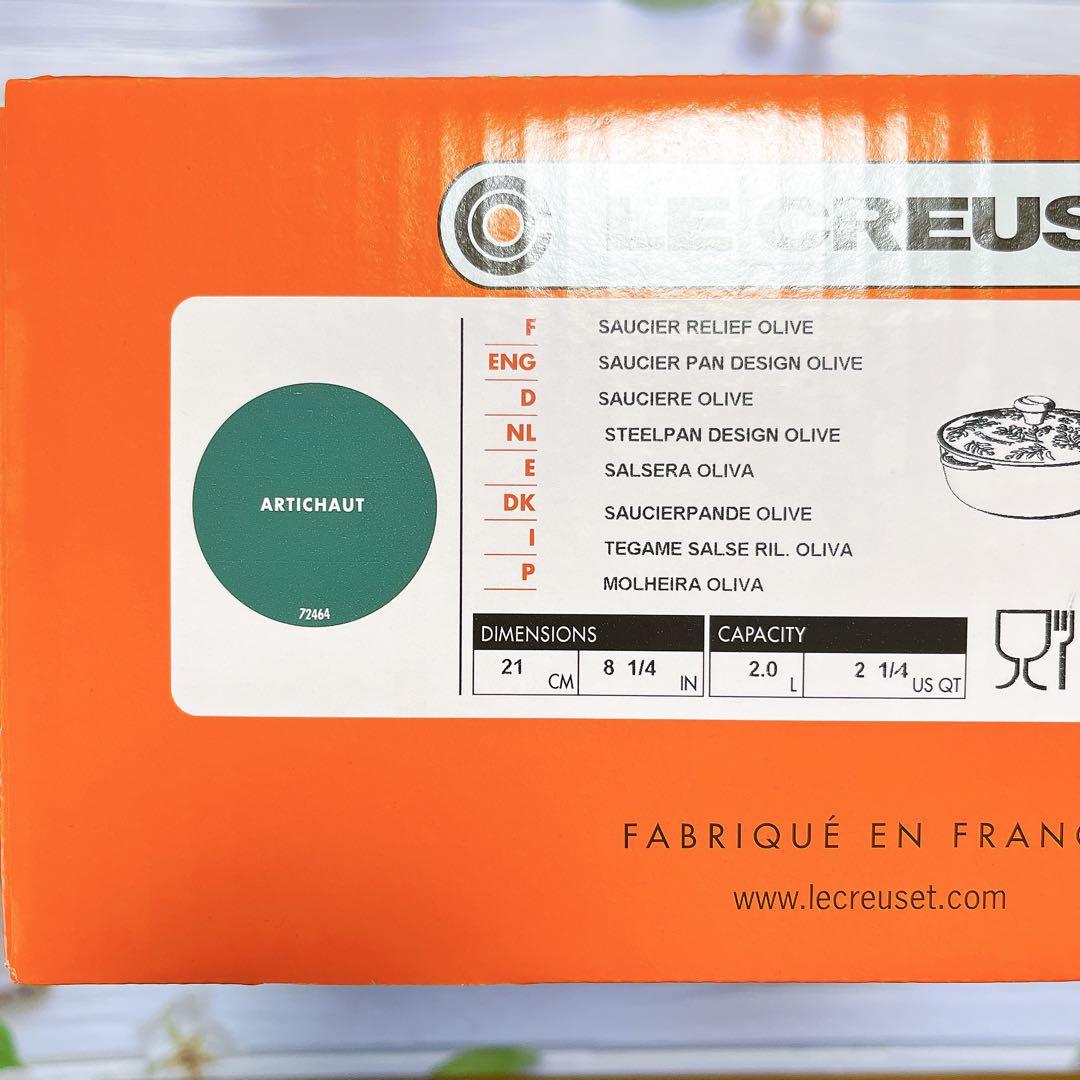 LE CREUS
F SAUCIER RELIEF OLIVE
ENG SAUCIER PAN DESIGN OLIVE
D SAUCIERE OLIVE
NL STEELPAN DESIGN OLIVE
E SALSERA OLIVA
DK SAUCIERPANDE OLIVE
I TEGAME SALSE RIL. OLIVA
P MOLHEIRA OLIVA
ARTICHAUT
72464
DIMENSIONS CAPACITY
21 CM 8 1/4 IN 2.0 L 2 1/4 US QT
FABRIQUÉ EN FRANC
www.lecreuset.com